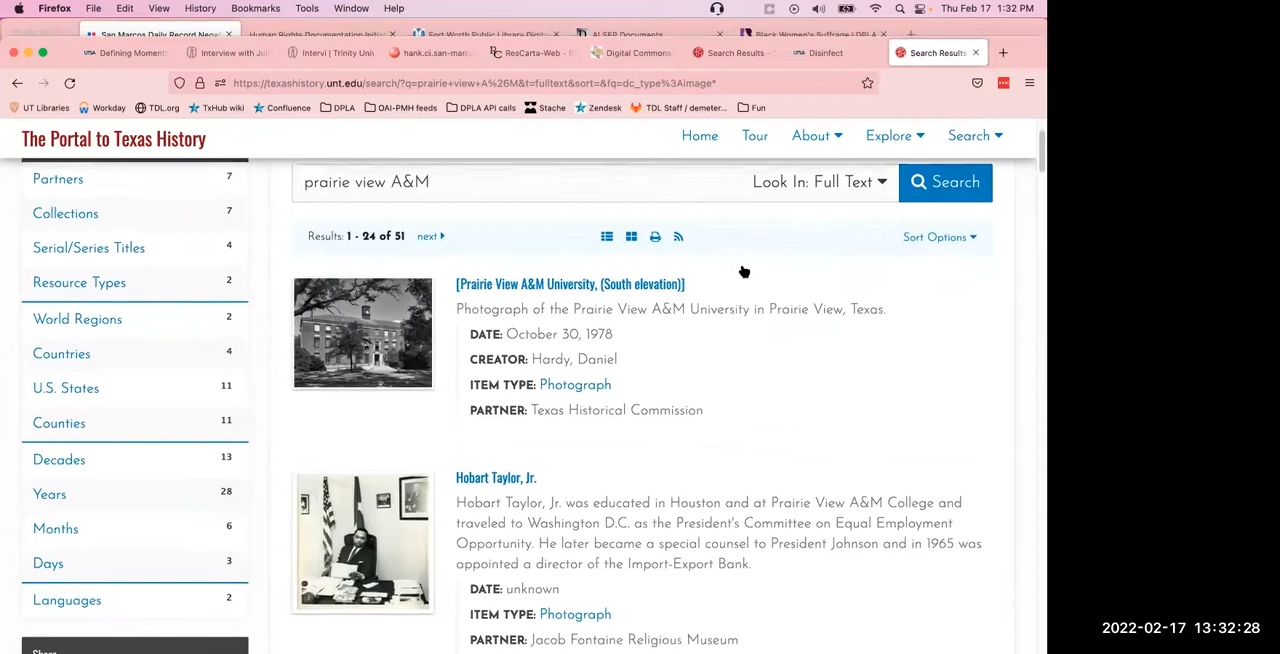 Firefox File Edit View History Bookmarks Tools Window Help Thu Feb 17 1:32 PM
San Marcos Daily Record Negat Human Rights Documentation Initi Fort Worth Public Library Digital AI SFP Documents Black Women's Suffrage | DPLA
Defining Moment Interview with Juli Intervi | Trinity Univ hank.ci.san-marc ResCarta-Web - B Digital Commons Search Results - Disinfect Search Results
https://texashistory.unt.edu/search/?q=prairie+view+A%26M&t=fulltext&sort=&fq=dc_type%3Aimage*
UT Libraries Workday TDL.org TxHub wiki Confluence DPLA OAI-PMH feeds DPLA API calls Stache Zendesk TDL Staff / demeter... Fun
The Portal to Texas History Home Tour About Explore Search
Partners 7
Collections 7
Serial/Series Titles 4
Resource Types 2
World Regions 2
Countries 4
U.S. States 11
Counties 11
Decades 13
Years 28
Months 6
Days 3
Languages 2
Share
prairie view A&M Look In: Full Text Search
Results: 1 - 24 of 51 next Sort Options
[Prairie View A&M University, (South elevation)]
Photograph of the Prairie View A&M University in Prairie View, Texas.
DATE: October 30, 1978
CREATOR: Hardy, Daniel
ITEM TYPE: Photograph
PARTNER: Texas Historical Commission
Hobart Taylor, Jr.
Hobart Taylor, Jr. was educated in Houston and at Prairie View A&M College and
traveled to Washington D.C. as the President's Committee on Equal Employment
Opportunity. He later became a special counsel to President Johnson and in 1965 was
appointed a director of the Import-Export Bank.
DATE: unknown
ITEM TYPE: Photograph
PARTNER: Jacob Fontaine Religious Museum
2022-02-17 13:32:28